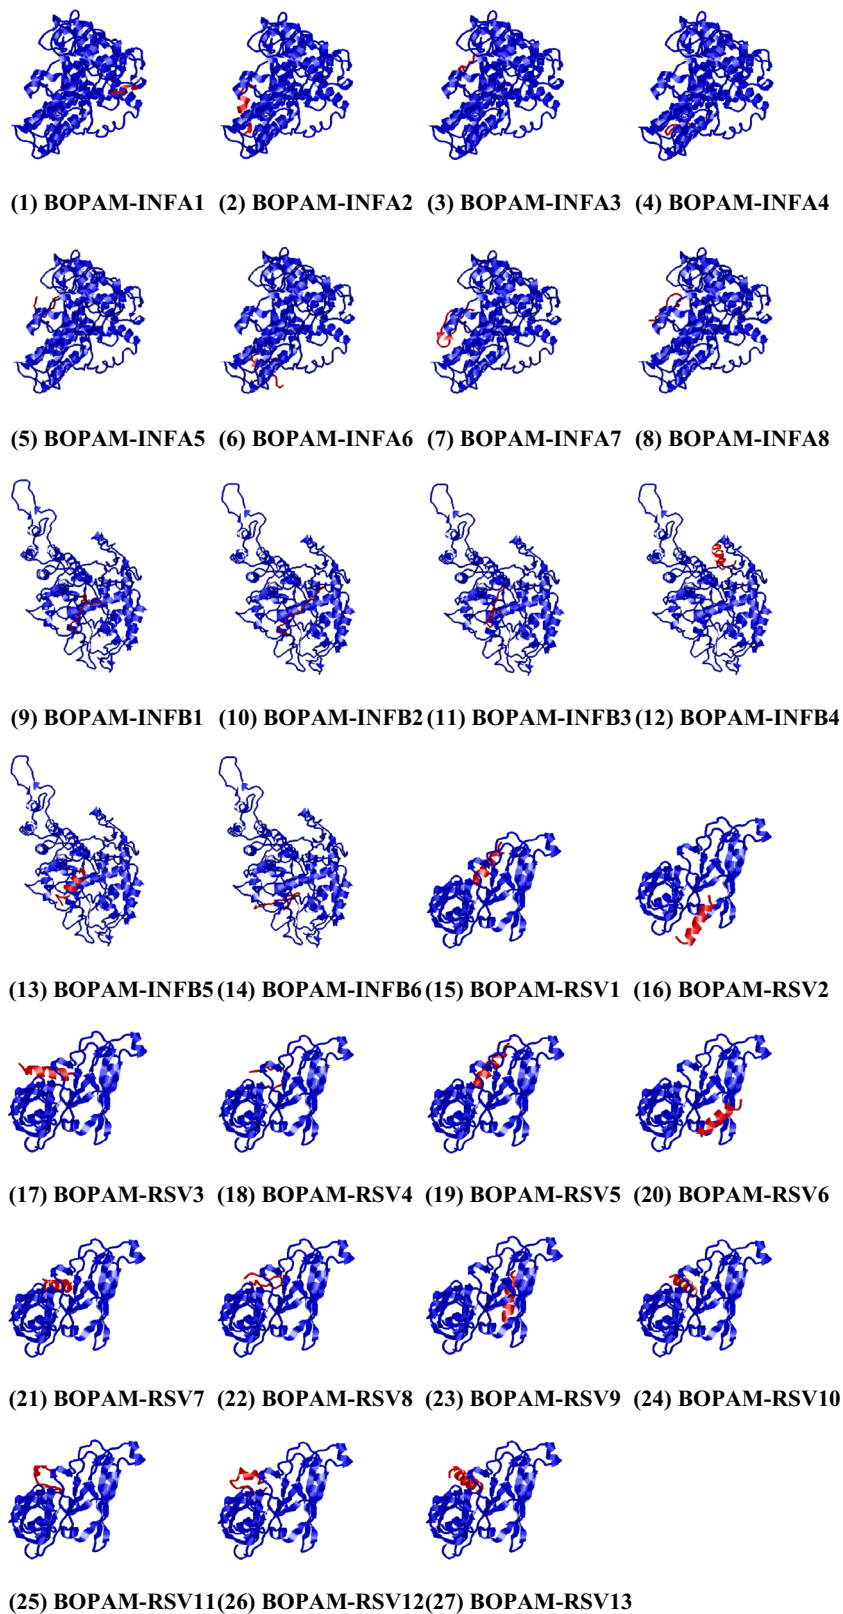 (1) BOPAM-INFA1 (2) BOPAM-INFA2 (3) BOPAM-INFA3 (4) BOPAM-INFA4
(5) BOPAM-INFA5 (6) BOPAM-INFA6 (7) BOPAM-INFA7 (8) BOPAM-INFA8
(9) BOPAM-INFB1 (10) BOPAM-INFB2 (11) BOPAM-INFB3 (12) BOPAM-INFB4
(13) BOPAM-INFB5 (14) BOPAM-INFB6 (15) BOPAM-RSV1 (16) BOPAM-RSV2
(17) BOPAM-RSV3 (18) BOPAM-RSV4 (19) BOPAM-RSV5 (20) BOPAM-RSV6
(21) BOPAM-RSV7 (22) BOPAM-RSV8 (23) BOPAM-RSV9 (24) BOPAM-RSV10
(25) BOPAM-RSV11 (26) BOPAM-RSV12 (27) BOPAM-RSV13